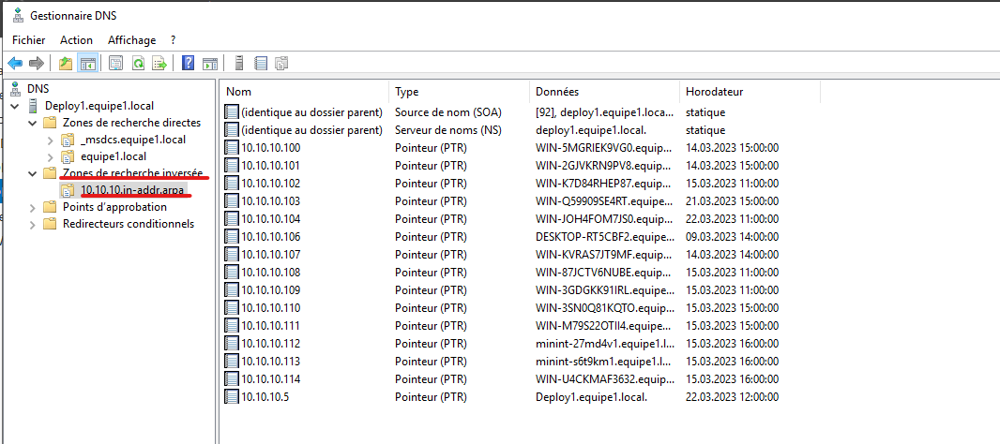 Gestionnaire DNS
Fichier Action Affichage ?
DNS
Deploy1.equipe1.local
Zones de recherche directes
_msdcs.equipe1.local
equipe1.local
Zones de recherche inversée
10.10.10.in-addr.arpa
Points d'approbation
Redirecteurs conditionnels
Nom Type Données Horodateur
(identique au dossier parent) Source de nom (SOA) [92], deploy1.equipe1.loca... statique
(identique au dossier parent) Serveur de noms (NS) deploy1.equipe1.local. statique
10.10.10.100 Pointeur (PTR) WIN-5MGRIEK9VG0.equipe... 14.03.2023 15:00:00
10.10.10.101 Pointeur (PTR) WIN-2GJVKRN9PV8.equipe... 14.03.2023 15:00:00
10.10.10.102 Pointeur (PTR) WIN-K7D84RHEP87.equipe... 15.03.2023 11:00:00
10.10.10.103 Pointeur (PTR) WIN-Q59909SE4RT.equipe... 21.03.2023 15:00:00
10.10.10.104 Pointeur (PTR) WIN-JOH4FOM7JS0.equipe... 22.03.2023 11:00:00
10.10.10.106 Pointeur (PTR) DESKTOP-RT5CBF2.equipe... 09.03.2023 14:00:00
10.10.10.107 Pointeur (PTR) WIN-KVRAS7JT9MF.equipe... 14.03.2023 14:00:00
10.10.10.108 Pointeur (PTR) WIN-87JCTV6NUBE.equipe... 15.03.2023 11:00:00
10.10.10.109 Pointeur (PTR) WIN-3GDGKK91IRL.equipe... 15.03.2023 11:00:00
10.10.10.110 Pointeur (PTR) WIN-3SN0Q81KQTO.equip... 15.03.2023 15:00:00
10.10.10.111 Pointeur (PTR) WIN-M79S22OTII4.equipe... 15.03.2023 15:00:00
10.10.10.112 Pointeur (PTR) minint-27md4v1.equipe1.l... 15.03.2023 16:00:00
10.10.10.113 Pointeur (PTR) minint-s6t9km1.equipe1.l... 15.03.2023 16:00:00
10.10.10.114 Pointeur (PTR) WIN-U4CKMAF3632.equip... 15.03.2023 16:00:00
10.10.10.5 Pointeur (PTR) Deploy1.equipe1.local. 22.03.2023 12:00:00